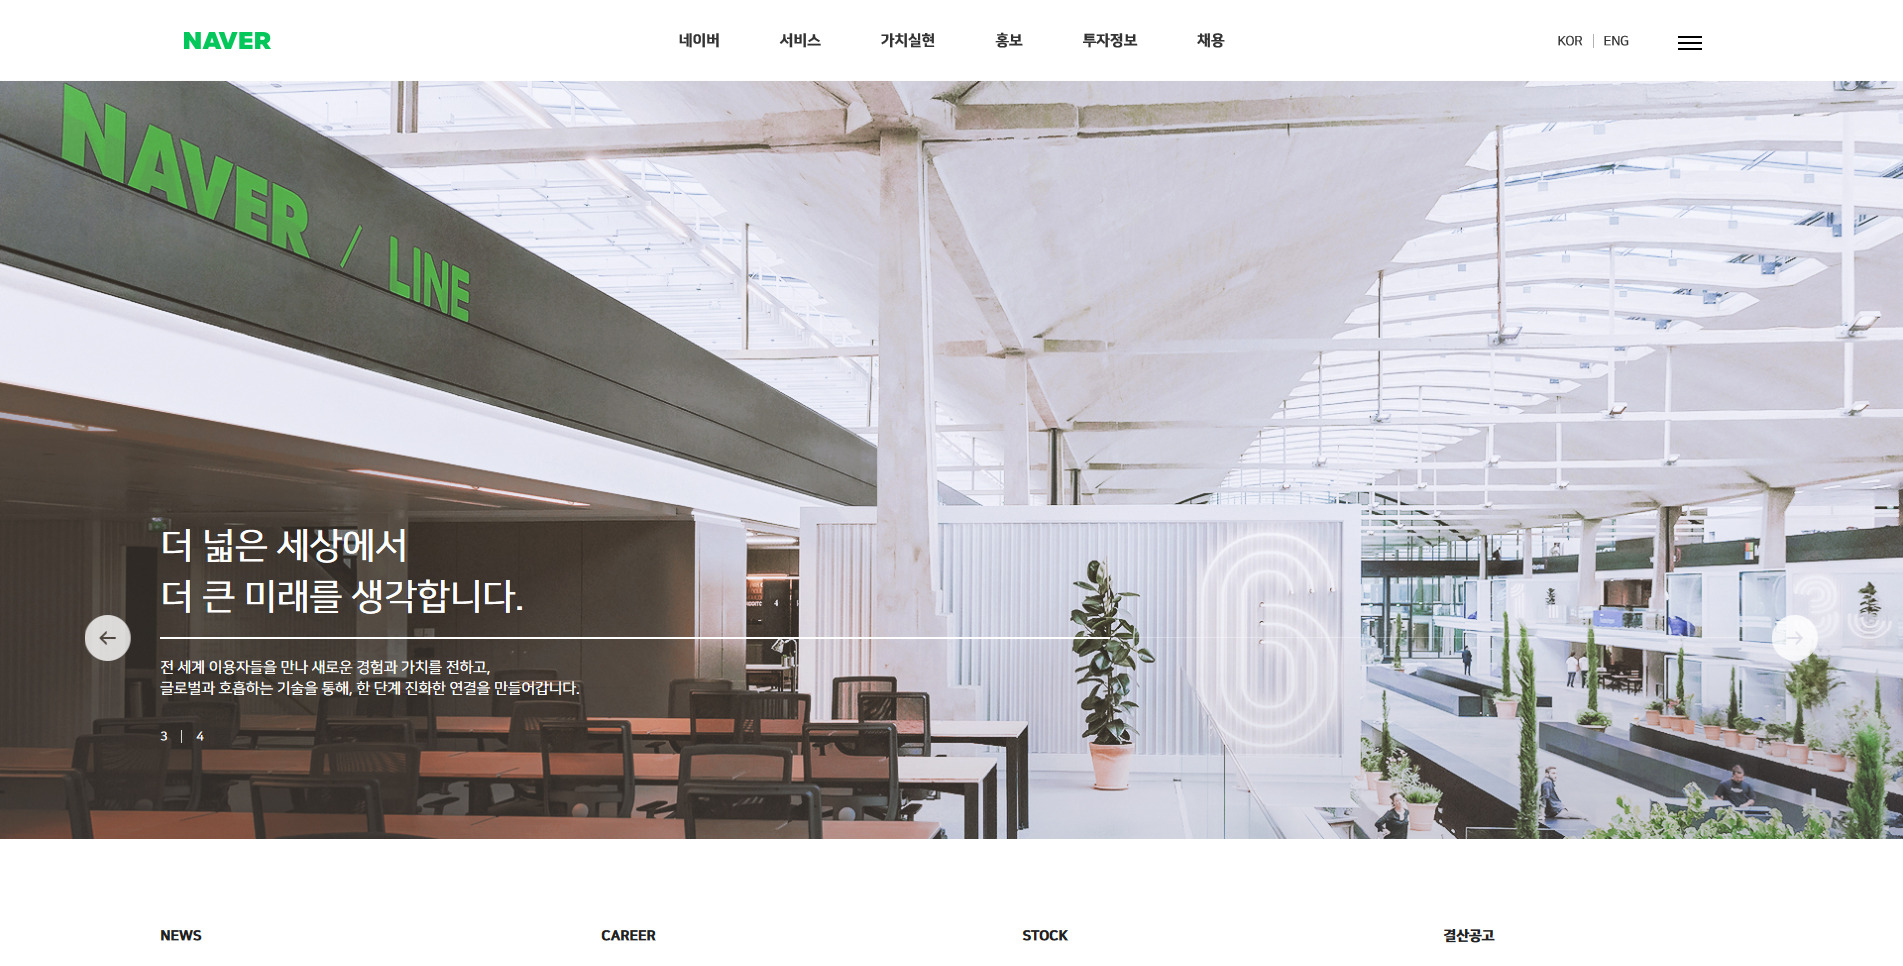 NAVER
네이버
서비스
가치실현
홍보
투자정보
채용
KOR | ENG
NAVER / LINE
더 넓은 세상에서
더 큰 미래를 생각합니다.
전 세계 이용자들을 만나 새로운 경험과 가치를 전하고,
글로벌과 호흡하는 기술을 통해, 한 단계 진화한 연결을 만들어갑니다.
3 | 4
6
3
NEWS
CAREER
STOCK
결산공고